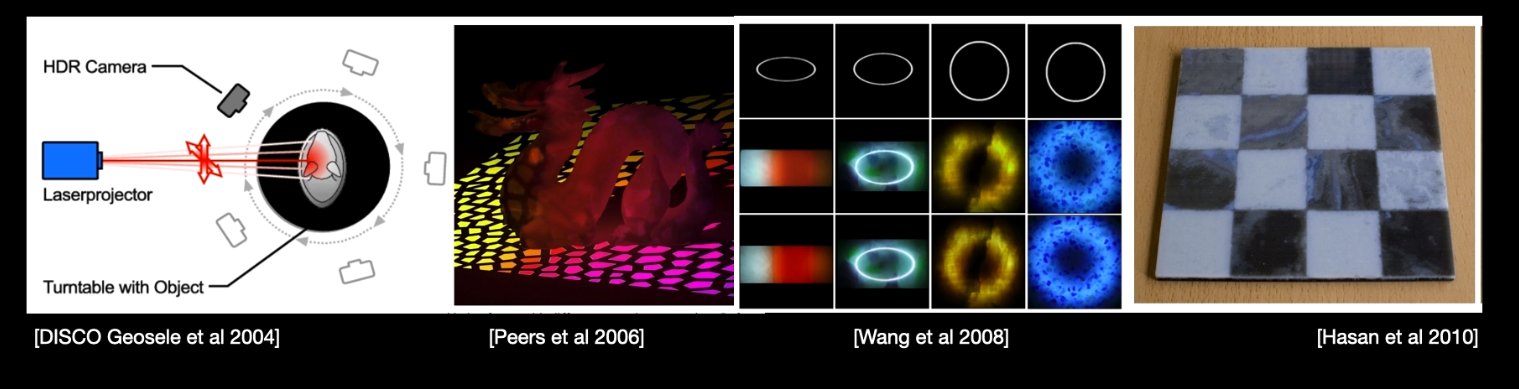 HDR Camera
Laserprojector
Turntable with Object
[DISCO Geosele et al 2004]
[Peers et al 2006]
[Wang et al 2008]
[Hasan et al 2010]